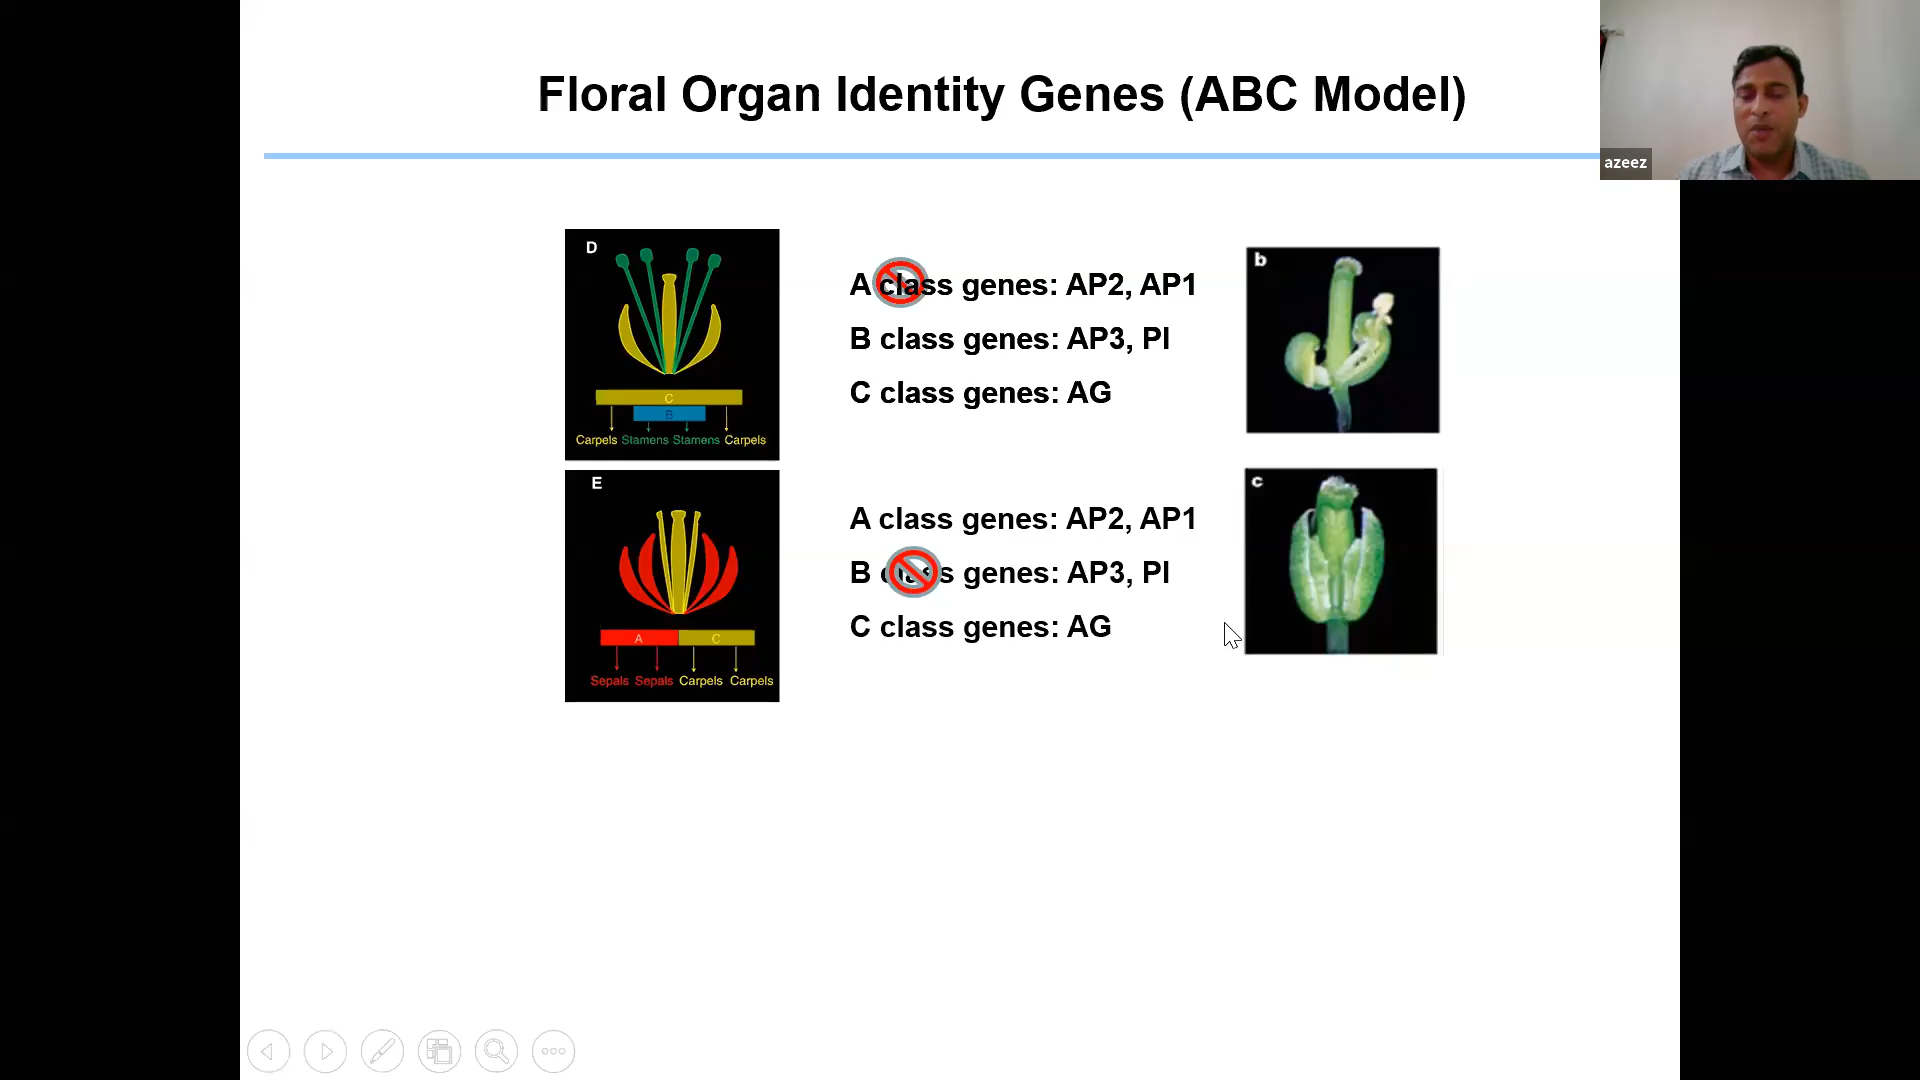 Floral Organ Identity Genes (ABC Model)
azeez
D
C
B
Carpels Stamens Stamens Carpels
A class genes: AP2, AP1
B class genes: AP3, PI
C class genes: AG
b
E
A C
Sepals Sepals Carpels Carpels
A class genes: AP2, AP1
B class genes: AP3, PI
C class genes: AG
c